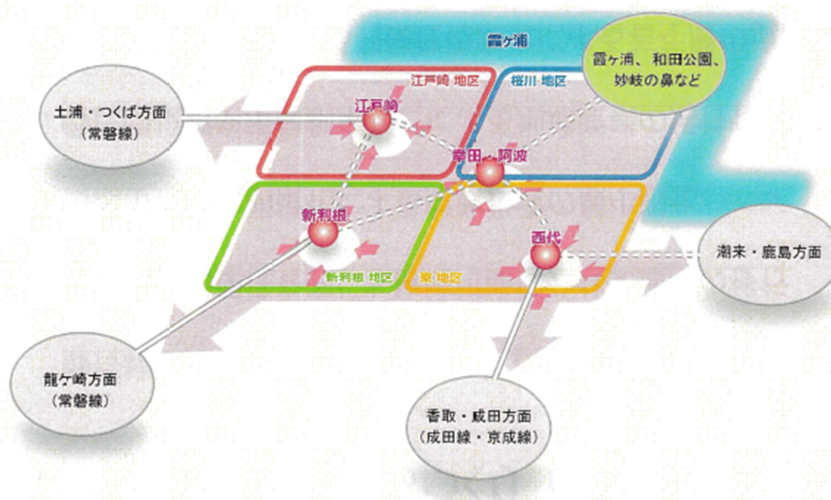 霞ヶ浦
霞ヶ浦、和田公園、
妙岐の鼻など
江戸崎 地区
桜川 地区
土浦・つくば方面
(常磐線)
江戸崎
幸田・阿波
新利根
西代
潮来・鹿島方面
新利根 地区
東 地区
龍ケ崎方面
(常磐線)
香取・成田方面
(成田線・京成線)